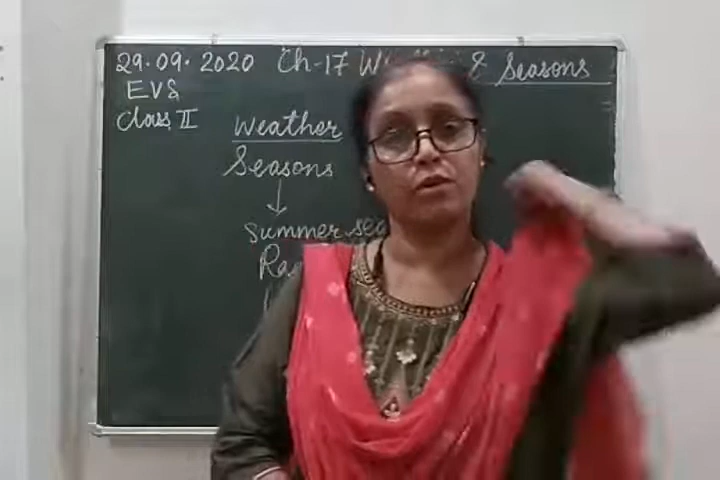 29.09.2020 Ch-17 & Seasons
EVS
Class II
Weather
Seasons
Summer